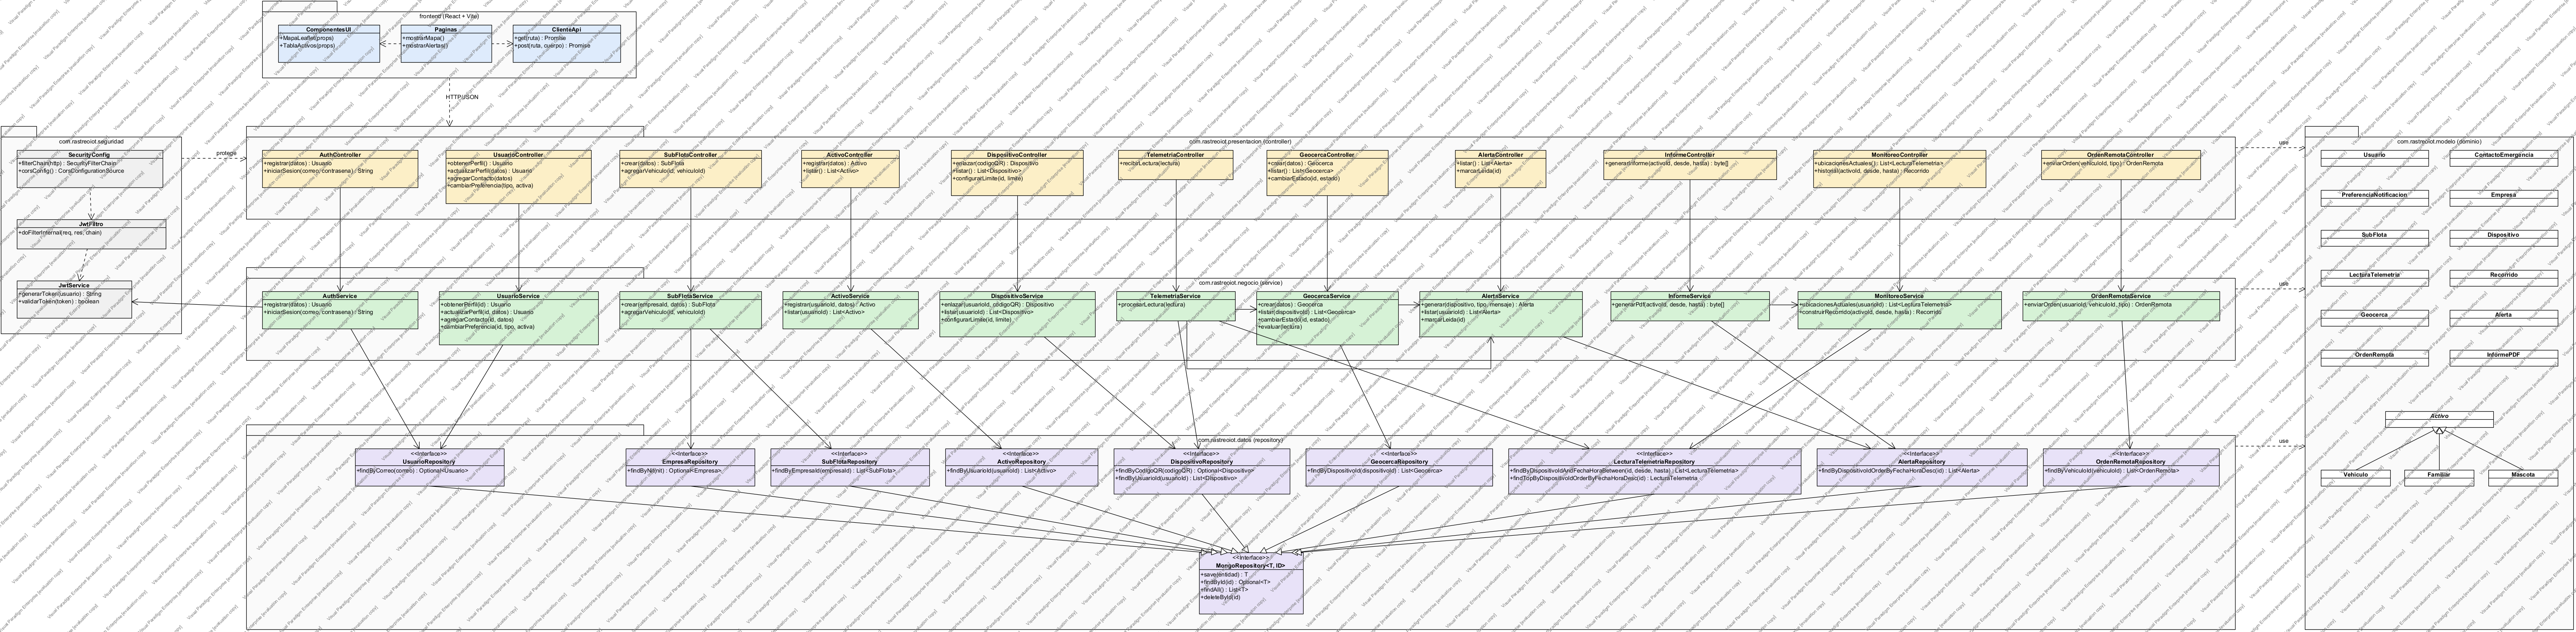 frontend (React + Vite)
ComponentesUI
+MapaLeaflet(props)
+TablaActivos(props)
Paginas
+mostrarMapa()
+mostrarAlertas()
ClienteApi
+get(ruta) : Promise
+post(ruta, cuerpo) : Promise
HTTP/JSON
com.rastreoiot.seguridad
SecurityConfig
+filterChain(http) : SecurityFilterChain
+corsConfig() : CorsConfigurationSource
JwtFiltro
+doFilterInternal(req, res, chain)
JwtService
+generarToken(usuario) : String
+validarToken(token) : boolean
protege
com.rastreoiot.presentacion (controller)
AuthController
+registrar(datos) : Usuario
+iniciarSesion(correo, contrasena) : String
UsuarioController
+obtenerPerfil() : Usuario
+actualizarPerfil(datos) : Usuario
+agregarContacto(datos)
+cambiarPreferencia(tipo, activa)
SubFlotaController
+crear(datos) : SubFlota
+agregarVehiculo(id, vehiculoId)
ActivoController
+registrar(datos) : Activo
+listar() : List<Activo>
DispositivoController
+enlazar(codigoQR) : Dispositivo
+listar() : List<Dispositivo>
+configurarLimite(id, limite)
TelemetriaController
+recibirLectura(lectura)
GeocercaController
+crear(datos) : Geocerca
+listar() : List<Geocerca>
+cambiarEstado(id, estado)
AlertaController
+listar() : List<Alerta>
+marcarLeida(id)
InformeController
+generarInforme(activoId, desde, hasta) : byte[]
MonitoreoController
+ubicacionesActuales() : List<LecturaTelemetria>
+historial(activoId, desde, hasta) : Recorrido
OrdenRemotaController
+enviarOrden(vehiculoId, tipo) : OrdenRemota
use
com.rastreoiot.negocio (service)
AuthService
+registrar(datos) : Usuario
+iniciarSesion(correo, contrasena) : String
UsuarioService
+obtenerPerfil(id) : Usuario
+actualizarPerfil(id, datos) : Usuario
+agregarContacto(id, datos)
+cambiarPreferencia(id, tipo, activa)
SubFlotaService
+crear(empresaId, datos) : SubFlota
+agregarVehiculo(id, vehiculoId)
ActivoService
+registrar(usuarioId, datos) : Activo
+listar(usuarioId) : List<Activo>
DispositivoService
+enlazar(usuarioId, codigoQR) : Dispositivo
+listar(usuarioId) : List<Dispositivo>
+configurarLimite(id, limite)
TelemetriaService
+procesarLectura(lectura)
GeocercaService
+crear(datos) : Geocerca
+listar(dispositivoId) : List<Geocerca>
+cambiarEstado(id, estado)
+evaluar(lectura)
AlertaService
+generar(dispositivo, tipo, mensaje) : Alerta
+listar(usuarioId) : List<Alerta>
+marcarLeida(id)
InformeService
+generarPdf(activoId, desde, hasta) : byte[]
MonitoreoService
+ubicacionesActuales(usuarioId) : List<LecturaTelemetria>
+construirRecorrido(activoId, desde, hasta) : Recorrido
OrdenRemotaService
+enviarOrden(usuarioId, vehiculoId, tipo) : OrdenRemota
use
com.rastreoiot.datos (repository)
<<Interface>>
UsuarioRepository
+findByCorreo(correo) : Optional<Usuario>
<<Interface>>
EmpresaRepository
+findByNit(nit) : Optional<Empresa>
<<Interface>>
SubFlotaRepository
+findByEmpresaId(empresaId) : List<SubFlota>
<<Interface>>
ActivoRepository
+findByUsuarioId(usuarioId) : List<Activo>
<<Interface>>
DispositivoRepository
+findByCodigoQR(codigoQR) : Optional<Dispositivo>
+findByUsuarioId(usuarioId) : List<Dispositivo>
<<Interface>>
GeocercaRepository
+findByDispositivoId(dispositivoId) : List<Geocerca>
<<Interface>>
LecturaTelemetriaRepository
+findByDispositivoIdAndFechaHoraBetween(id, desde, hasta) : List<LecturaTelemetria>
+findTopByDispositivoIdOrderByFechaHoraDesc(id) : LecturaTelemetria
<<Interface>>
AlertaRepository
+findByDispositivoIdOrderByFechaHoraDesc(id) : List<Alerta>
<<Interface>>
OrdenRemotaRepository
+findByVehiculoId(vehiculoId) : List<OrdenRemota>
use
<<Interface>>
MongoRepository<T, ID>
+save(entidad) : T
+findById(id) : Optional<T>
+findAll() : List<T>
+deleteById(id)
com.rastreoiot.modelo (dominio)
Usuario
ContactoEmergencia
PreferenciaNotificacion
Empresa
SubFlota
Dispositivo
LecturaTelemetria
Recorrido
Geocerca
Alerta
OrdenRemota
InformePDF
Activo
Vehiculo
Familiar
Mascota
Visual Paradigm Enterprise [evaluation copy]